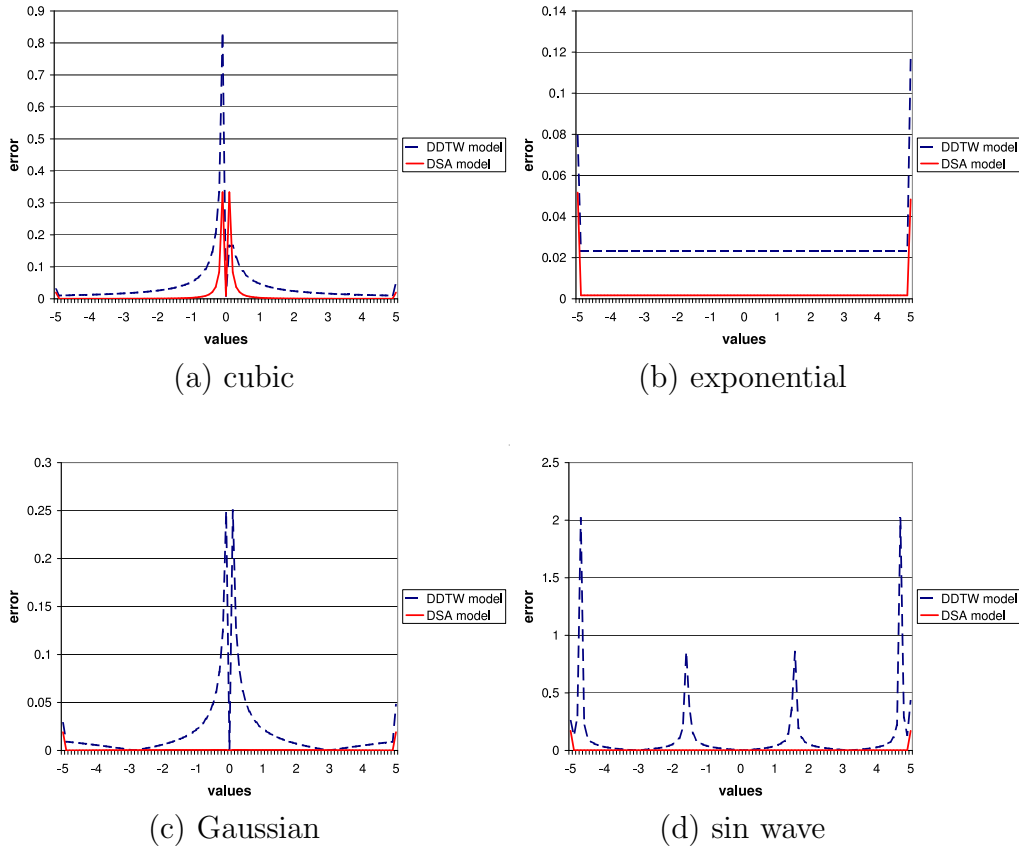 0.9
0.8
0.7
0.6
0.5
0.4
0.3
0.2
0.1
0
error
-5 -4 -3 -2 -1 0 1 2 3 4 5
values
DDTW model
DSA model
(a) cubic
0.14
0.12
0.1
0.08
0.06
0.04
0.02
0
error
-5 -4 -3 -2 -1 0 1 2 3 4 5
values
DDTW model
DSA model
(b) exponential
0.3
0.25
0.2
0.15
0.1
0.05
0
error
-5 -4 -3 -2 -1 0 1 2 3 4 5
values
DDTW model
DSA model
(c) Gaussian
2.5
2
1.5
1
0.5
0
error
-5 -4 -3 -2 -1 0 1 2 3 4 5
values
DDTW model
DSA model
(d) sin wave